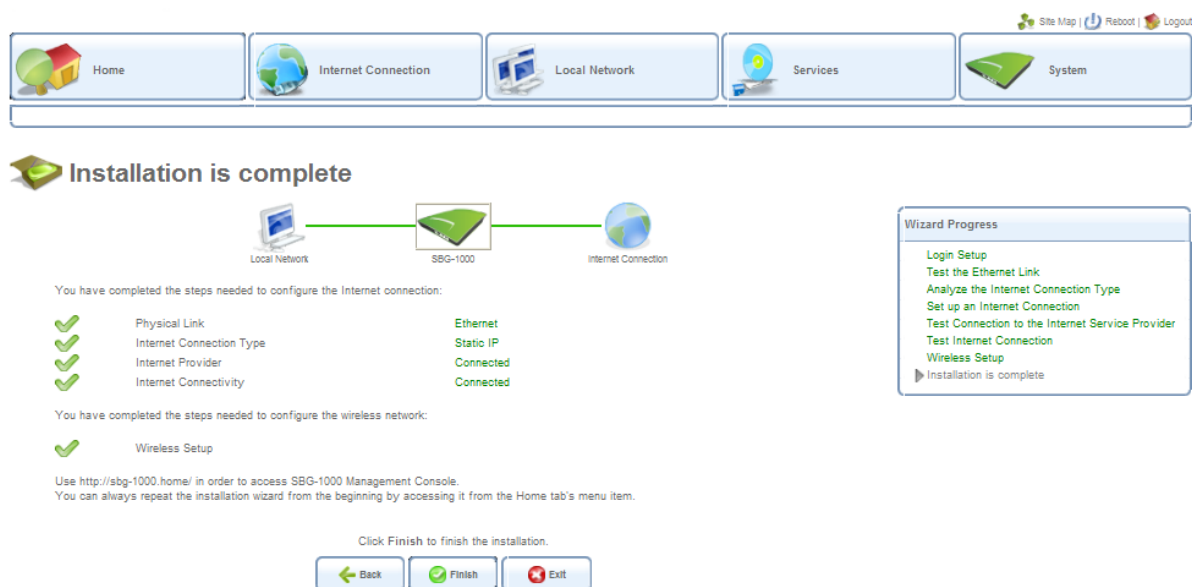 Site Map | Reboot | Logout
Home
Internet Connection
Local Network
Services
System
Installation is complete
Local Network
SBG-1000
Internet Connection
You have completed the steps needed to configure the Internet connection:
Physical Link Ethernet
Internet Connection Type Static IP
Internet Provider Connected
Internet Connectivity Connected
You have completed the steps needed to configure the wireless network:
Wireless Setup
Use http://sbg-1000.home/ in order to access SBG-1000 Management Console.
You can always repeat the installation wizard from the beginning by accessing it from the Home tab's menu item.
Click Finish to finish the installation.
Back
Finish
Exit
Wizard Progress
Login Setup
Test the Ethernet Link
Analyze the Internet Connection Type
Set up an Internet Connection
Test Connection to the Internet Service Provider
Test Internet Connection
Wireless Setup
Installation is complete